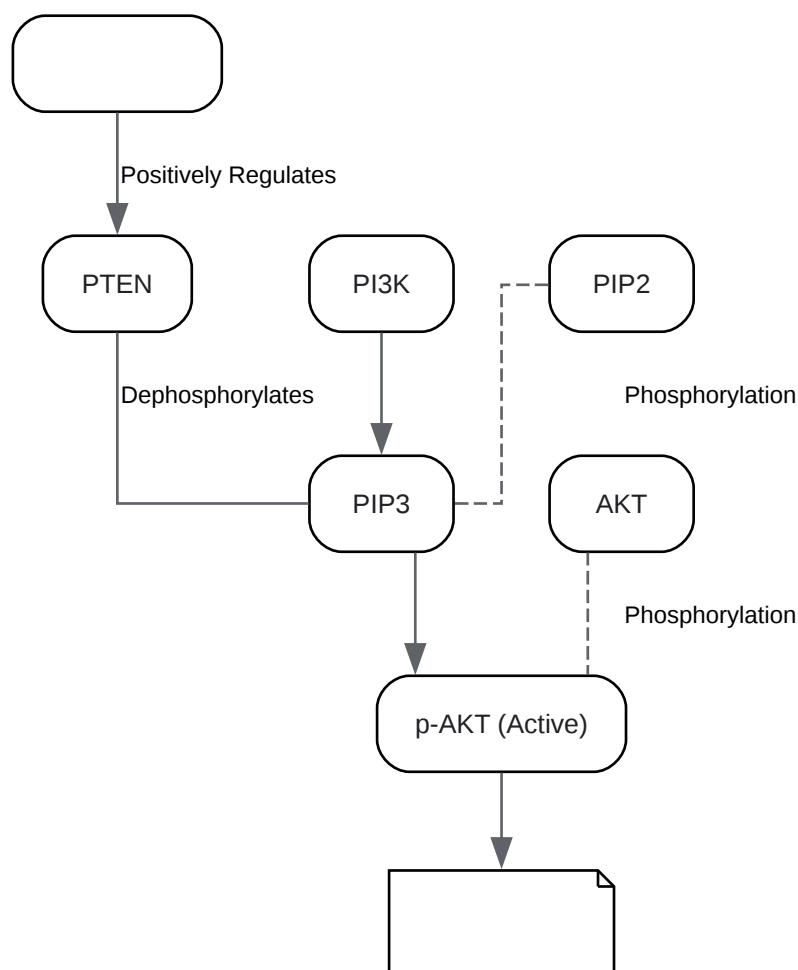 Positively Regulates
PTEN
PI3K
PIP2
Dephosphorylates
Phosphorylation
PIP3
AKT
Phosphorylation
p-AKT (Active)